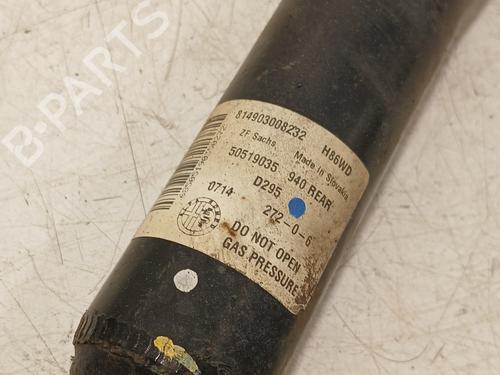 B-PARTS
814903008232 H86WD
ZF Sachs. Made in Slovakia
50519035 940 REAR
D295
0714 272-0-6
DO NOT OPEN
GAS PRESSURE